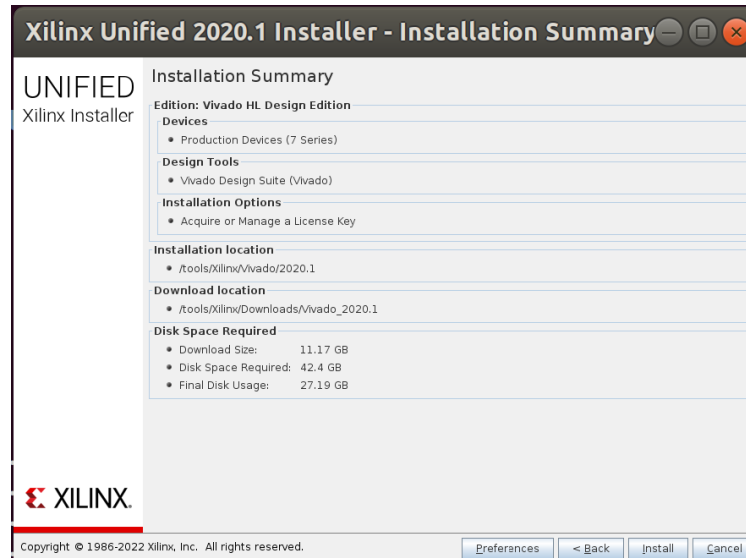 Xilinx Unified 2020.1 Installer - Installation Summary
UNIFIED
Xilinx Installer
Installation Summary
Edition: Vivado HL Design Edition
Devices
Production Devices (7 Series)
Design Tools
Vivado Design Suite (Vivado)
Installation Options
Acquire or Manage a License Key
Installation location
/tools/Xilinx/Vivado/2020.1
Download location
/tools/Xilinx/Downloads/Vivado_2020.1
Disk Space Required
Download Size: 11.17 GB
Disk Space Required: 42.4 GB
Final Disk Usage: 27.19 GB
XILINX.
Copyright © 1986-2022 Xilinx, Inc. All rights reserved.
Preferences < Back Install Cancel